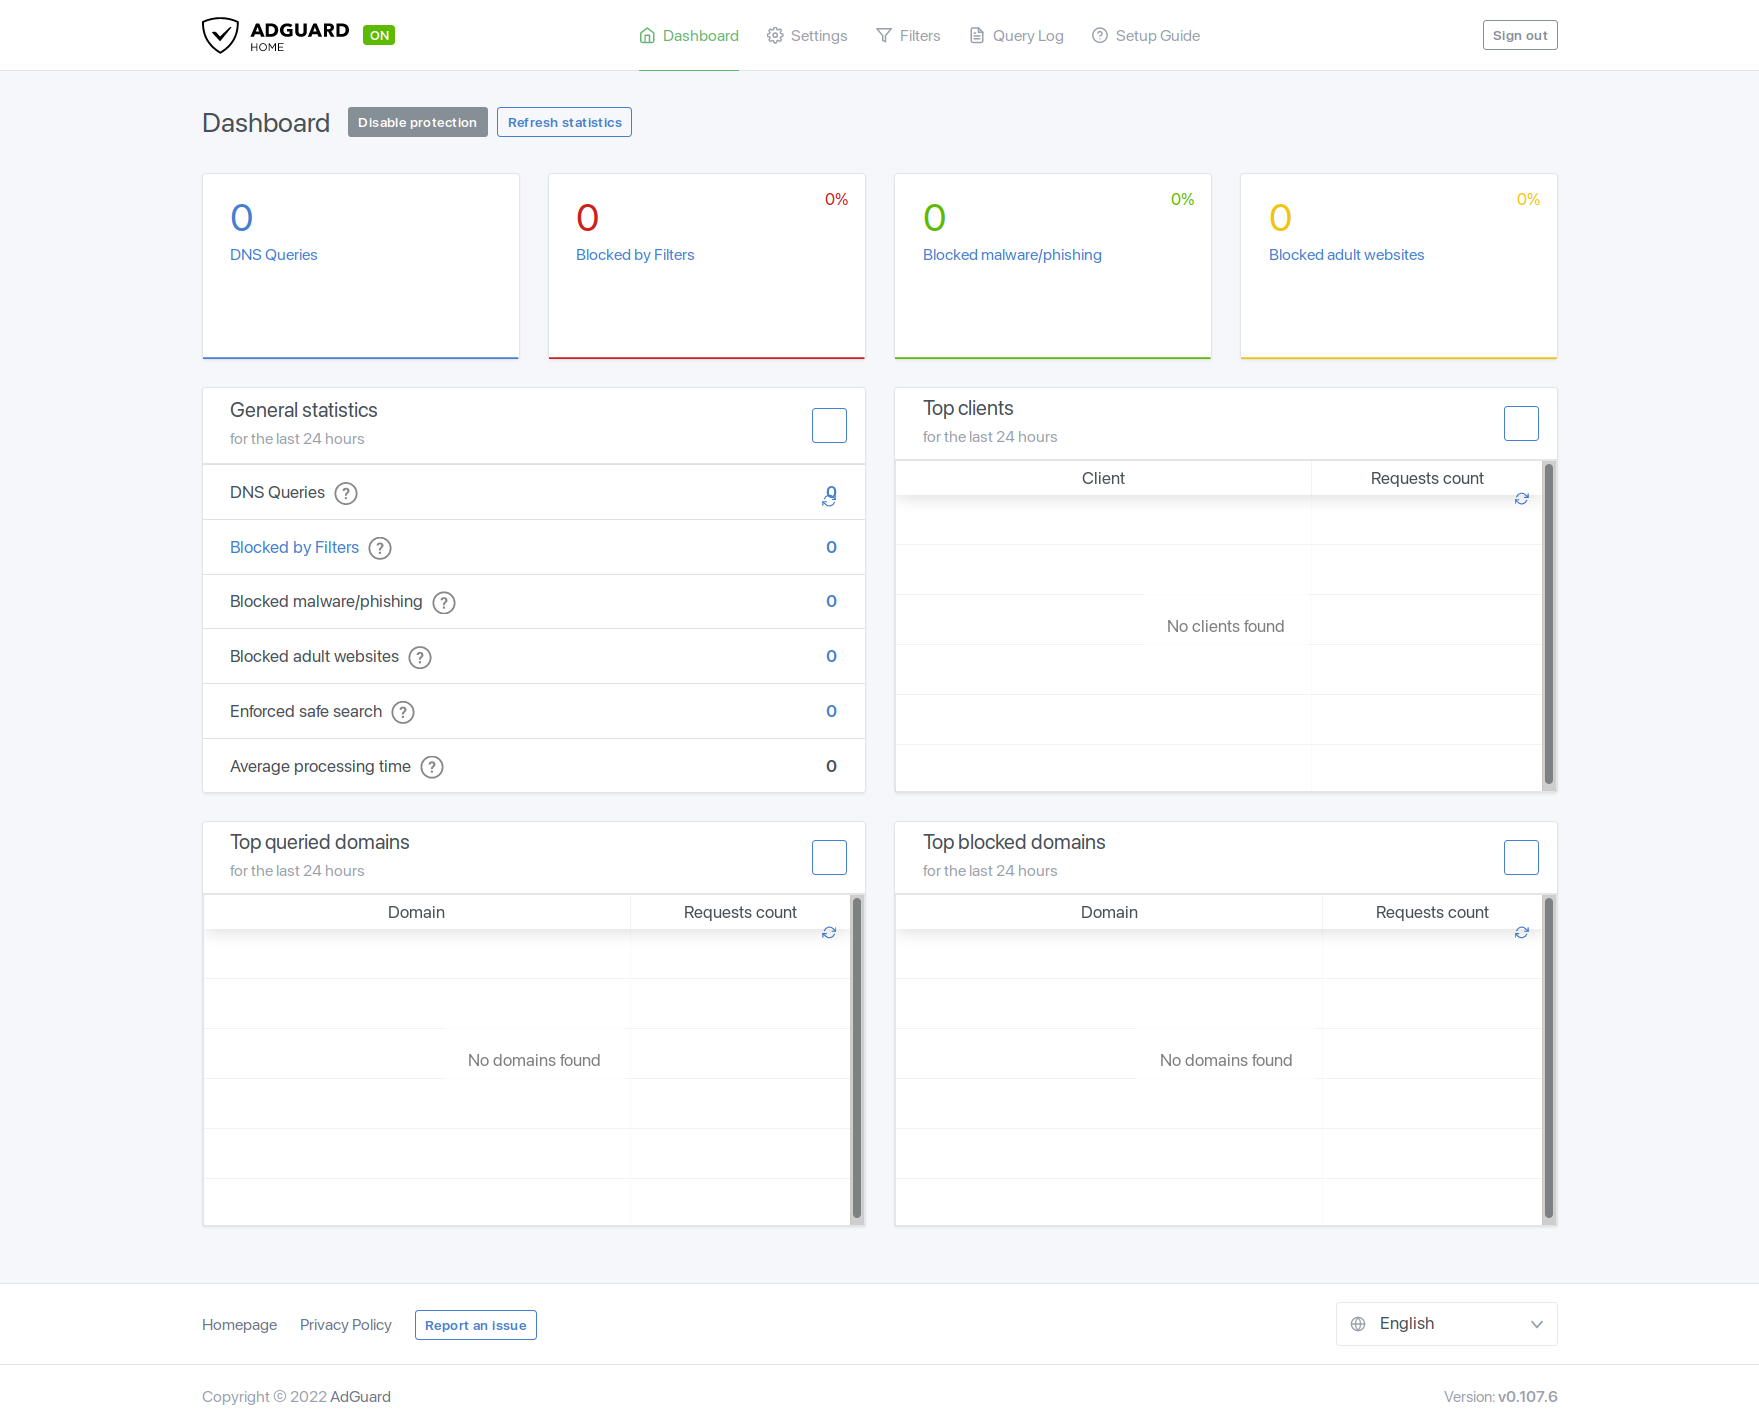 ADGUARD
HOME
ON
Dashboard
Settings
Filters
Query Log
Setup Guide
Sign out
Dashboard
Disable protection
Refresh statistics
0
DNS Queries
0
0%
Blocked by Filters
0
0%
Blocked malware/phishing
0
0%
Blocked adult websites
General statistics
for the last 24 hours
DNS Queries ?
0
Blocked by Filters ?
0
Blocked malware/phishing ?
0
Blocked adult websites ?
0
Enforced safe search ?
0
Average processing time ?
0
Top clients
for the last 24 hours
Client
Requests count
No clients found
Top queried domains
for the last 24 hours
Domain
Requests count
No domains found
Top blocked domains
for the last 24 hours
Domain
Requests count
No domains found
Homepage
Privacy Policy
Report an issue
English
Copyright © 2022 AdGuard
Version: v0.107.6